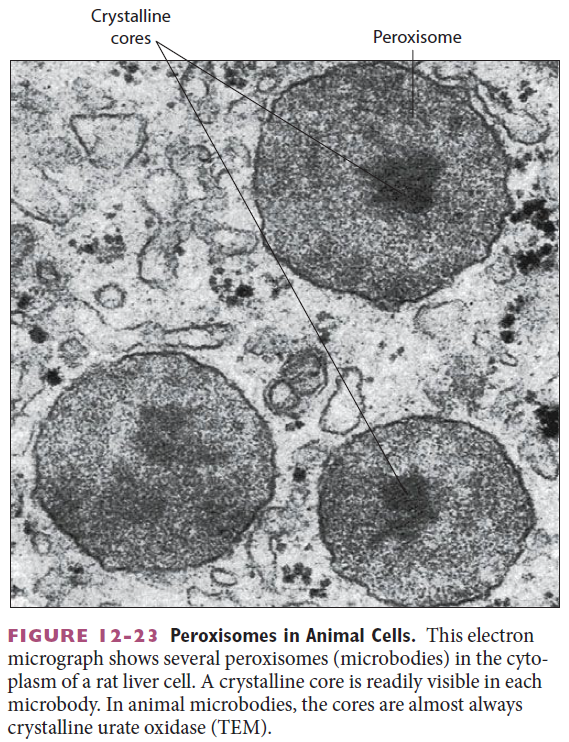 Crystalline
cores
Peroxisome
FIGURE 12-23 Peroxisomes in Animal Cells. This electron
micrograph shows several peroxisomes (microbodies) in the cyto-
plasm of a rat liver cell. A crystalline core is readily visible in each
microbody. In animal microbodies, the cores are almost always
crystalline urate oxidase (TEM).